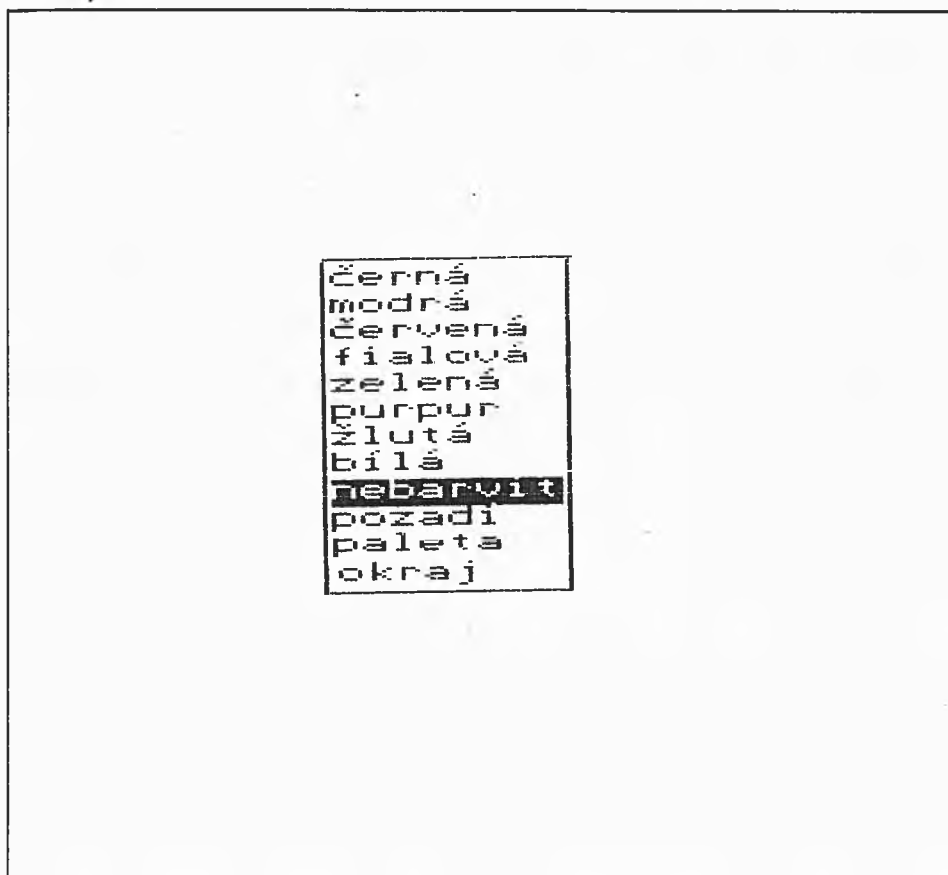 černá
modrá
červená
fialová
zelená
purpur
žlutá
bílá
nebarvit
pozadí
paleta
okraj